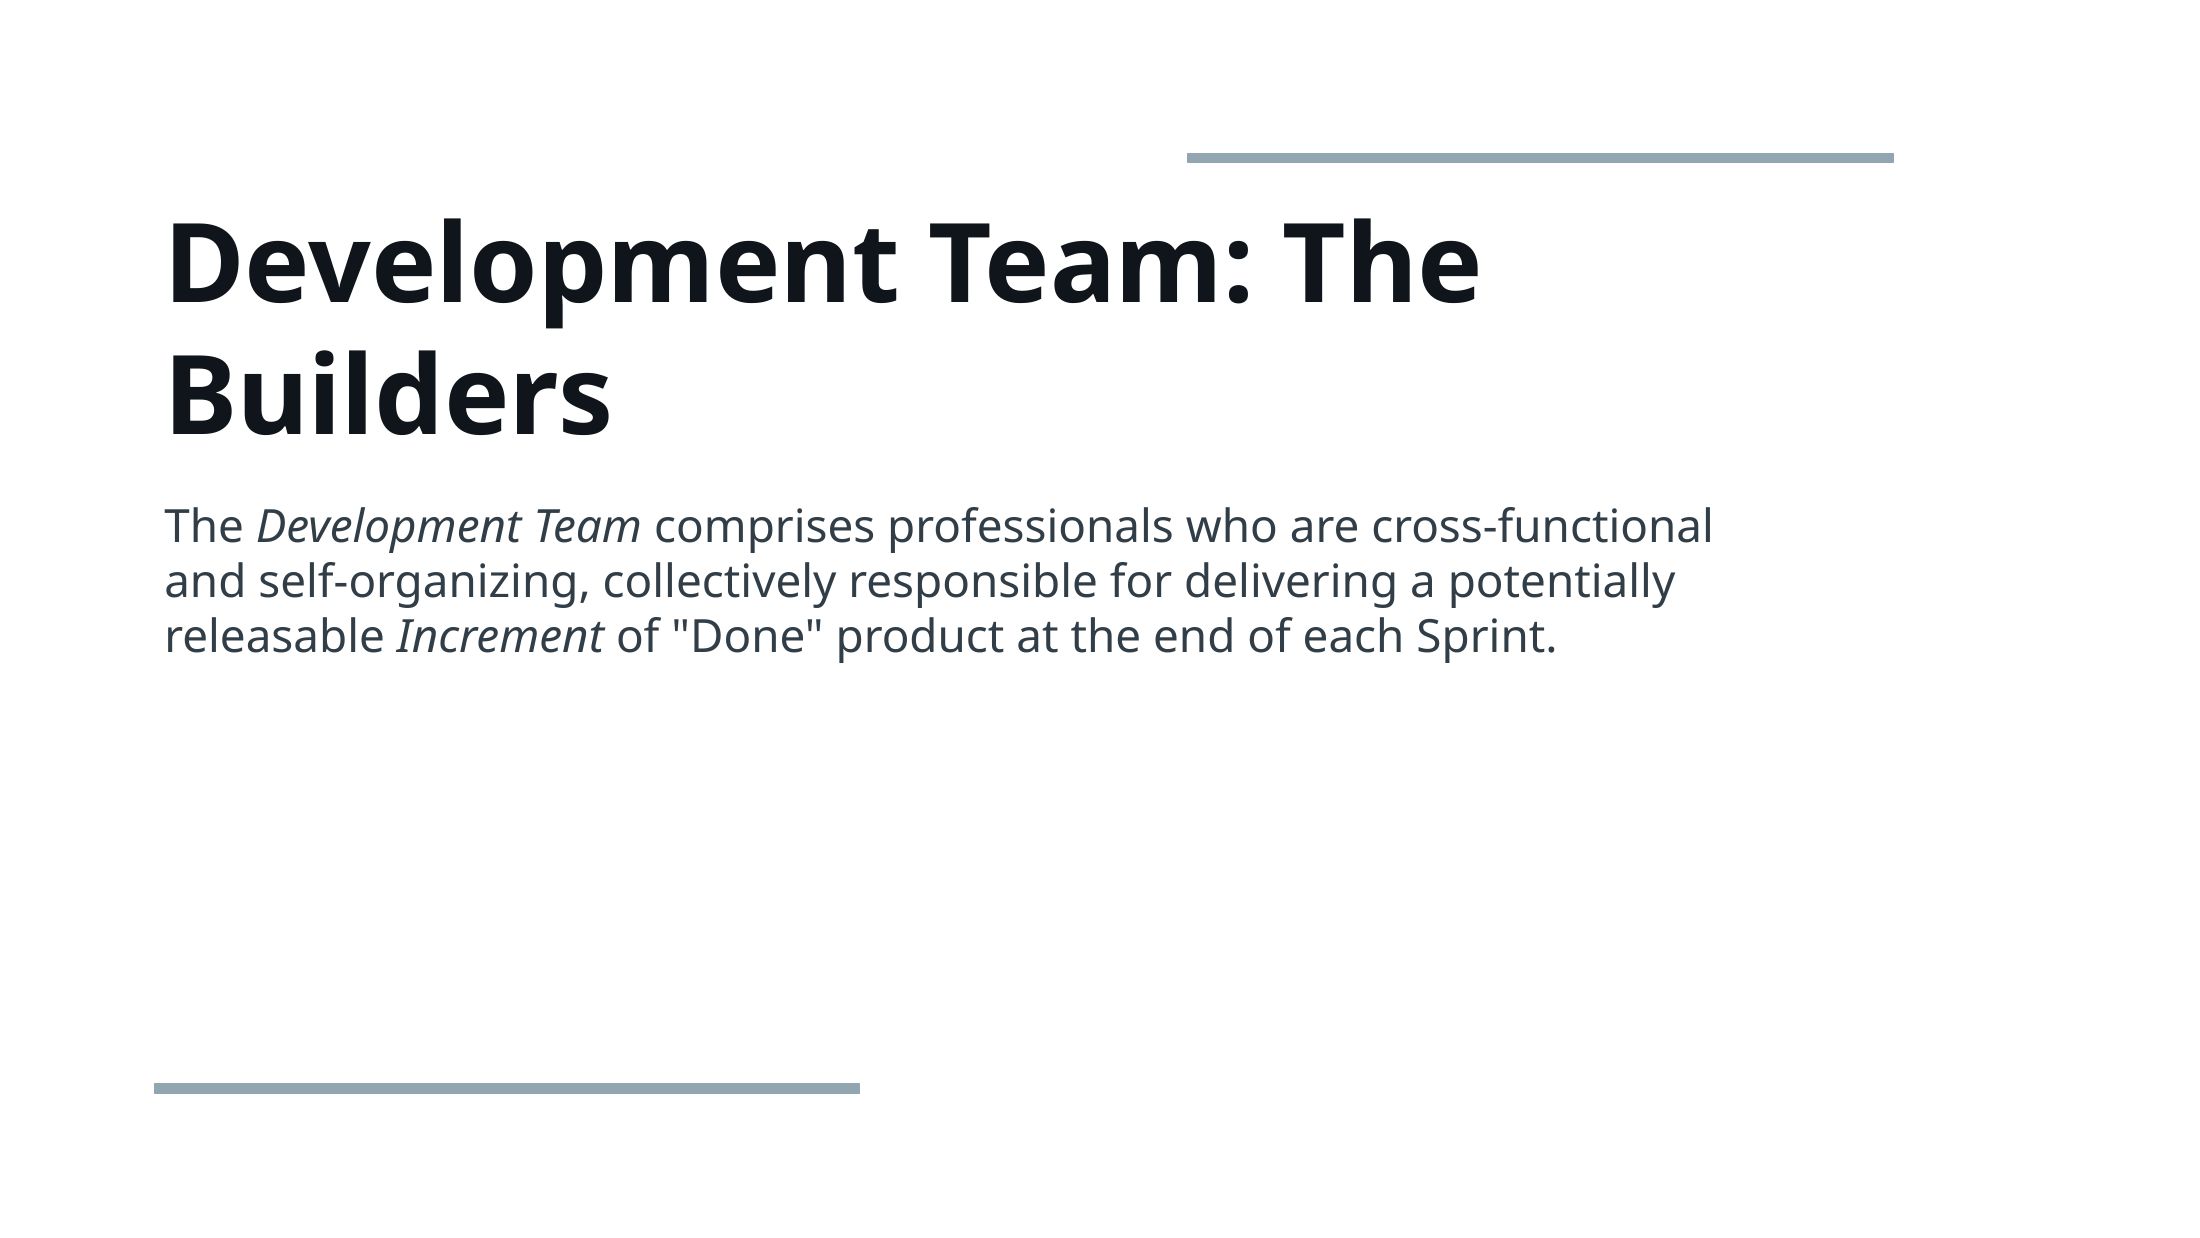 Development Team: The
Builders
The Development Team comprises professionals who are cross-functional
and self-organizing, collectively responsible for delivering a potentially
releasable Increment of "Done" product at the end of each Sprint.